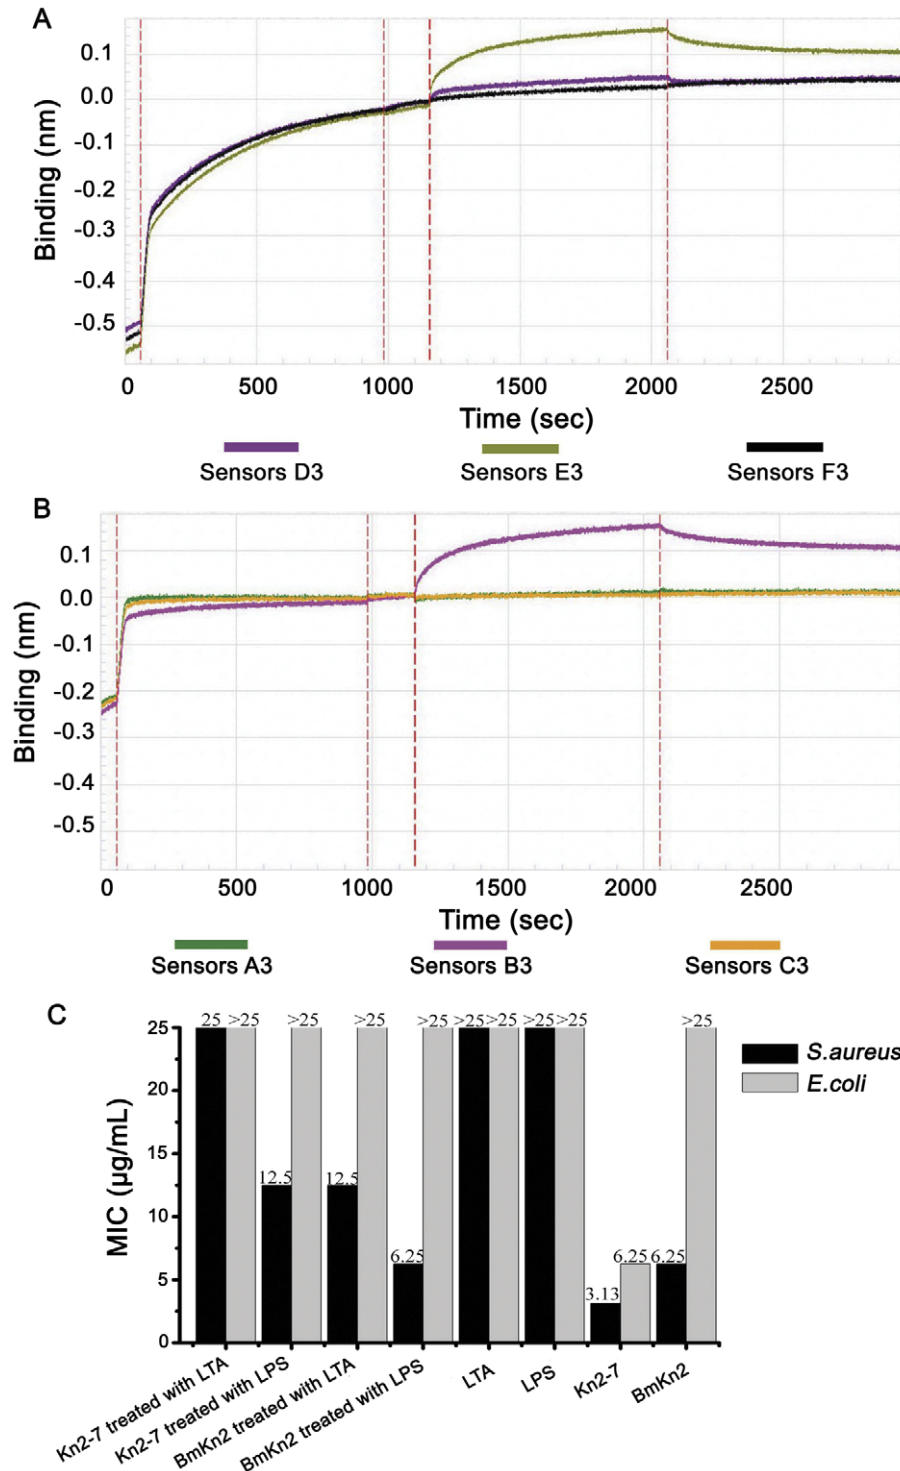 A
Binding (nm)
0.1
0.0
-0.1
-0.2
-0.3
-0.4
-0.5
0 500 1000 1500 2000 2500
Time (sec)
Sensors D3 Sensors E3 Sensors F3
B
Binding (nm)
0.1
0.0
-0.1
-0.2
-0.3
-0.4
-0.5
0 500 1000 1500 2000 2500
Time (sec)
Sensors A3 Sensors B3 Sensors C3
C
MIC (µg/mL)
25
20
15
10
5
0
25 >25 >25 >25 >25 >25 >25 >25 >25 >25
12.5 12.5
6.25 6.25 6.25
3.13
S.aureus
E.coli
Kn2-7 treated with LTA
Kn2-7 treated with LPS
BmKn2 treated with LTA
BmKn2 treated with LPS
LTA
LPS
Kn2-7
BmKn2